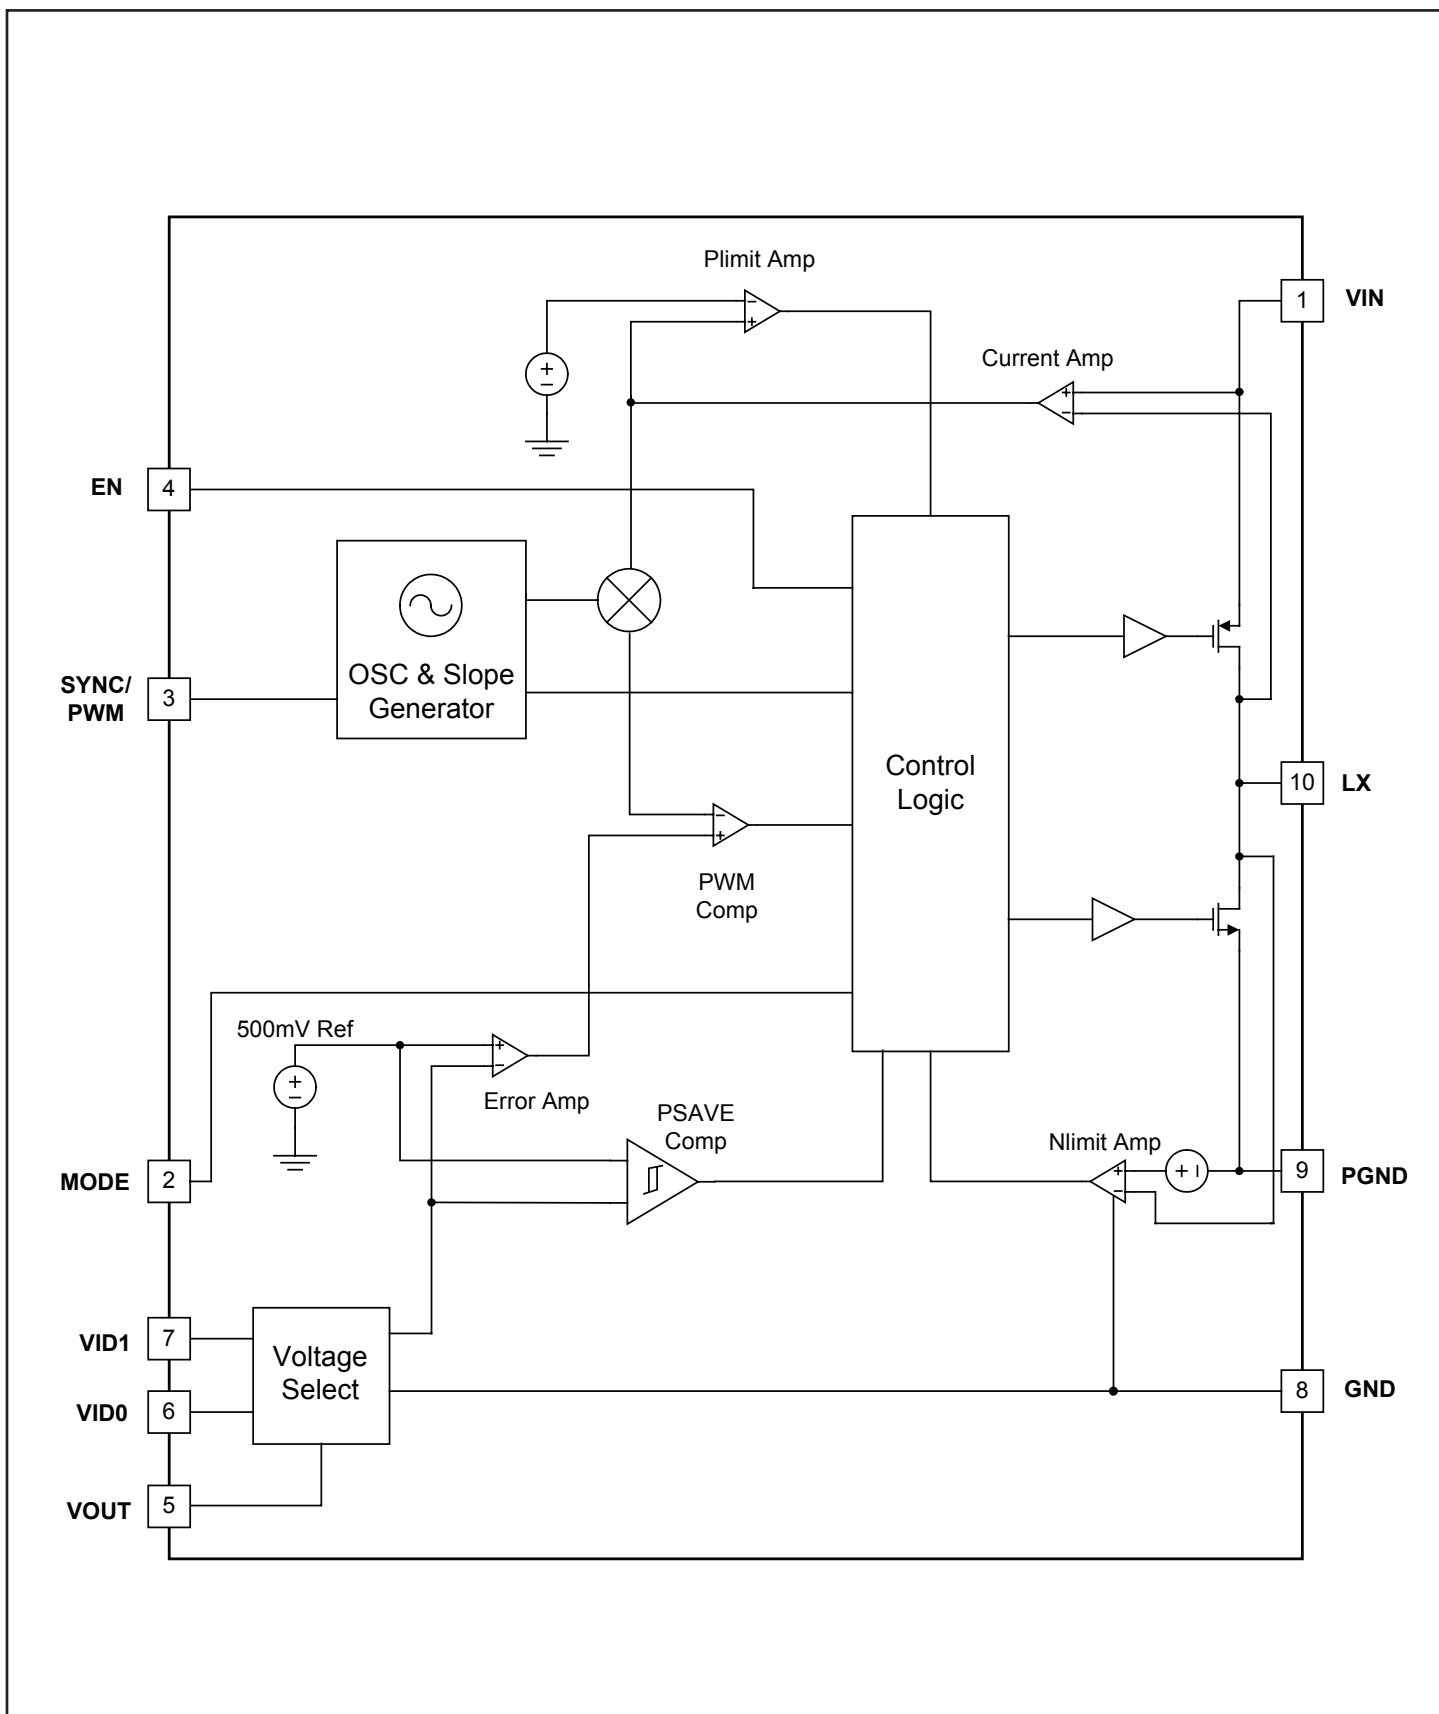 Plimit Amp
1
VIN
Current Amp
EN
4
OSC & Slope
Generator
SYNC/
PWM
3
Control
Logic
10
LX
PWM
Comp
500mV Ref
Error Amp
PSAVE
Comp
Nlimit Amp
MODE
2
9
PGND
VID1
7
Voltage
Select
VID0
6
8
GND
VOUT
5